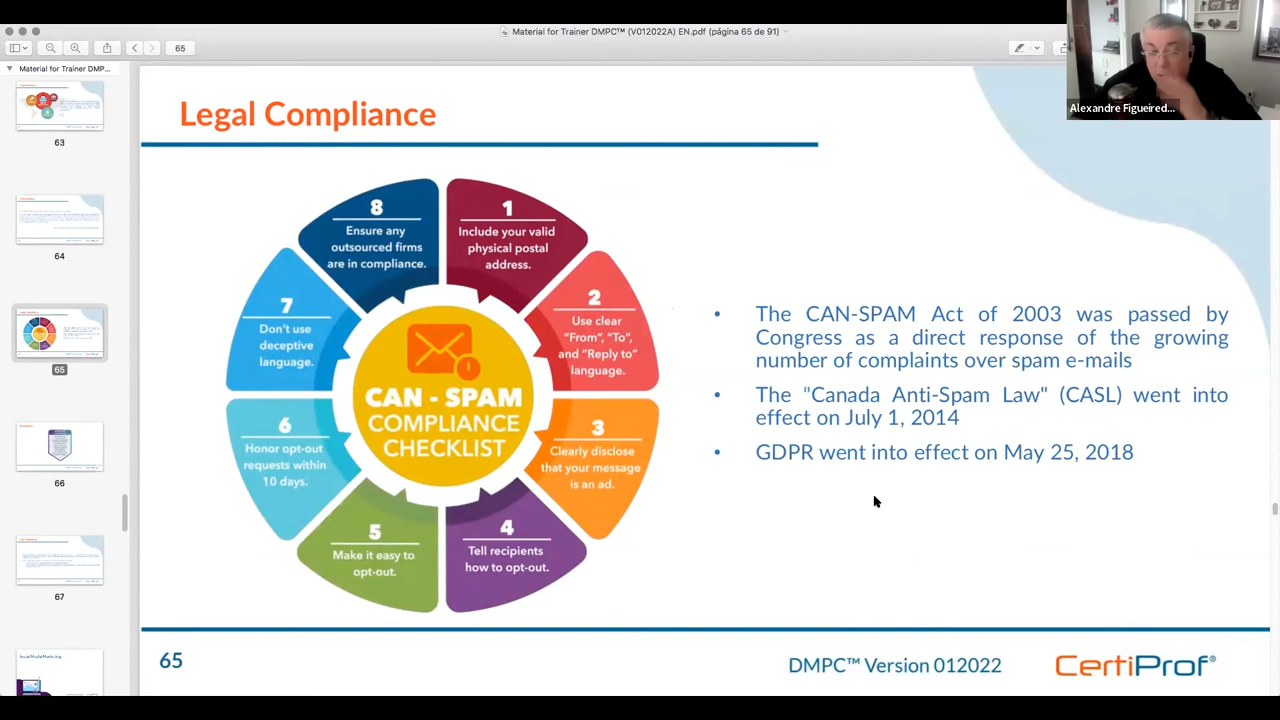 Material for Trainer DMPC™ (V012022A) EN.pdf (página 65 de 91)
65
Material for Trainer DMP...
63
64
65
66
67
Legal Compliance
8
Ensure any
outsourced firms
are in compliance.
1
Include your valid
physical postal
address.
2
Use clear
“From”, “To”,
and “Reply to”
language.
3
Clearly disclose
that your message
is an ad.
4
Tell recipients
how to opt-out.
5
Make it easy to
opt-out.
6
Honor opt-out
requests within
10 days.
7
Don’t use
deceptive
language.
CAN - SPAM
COMPLIANCE
CHECKLIST
• The CAN-SPAM Act of 2003 was passed by
Congress as a direct response of the growing
number of complaints over spam e-mails
• The "Canada Anti-Spam Law" (CASL) went into
effect on July 1, 2014
• GDPR went into effect on May 25, 2018
65
DMPC™ Version 012022
CertiProf®
Alexandre Figueired...